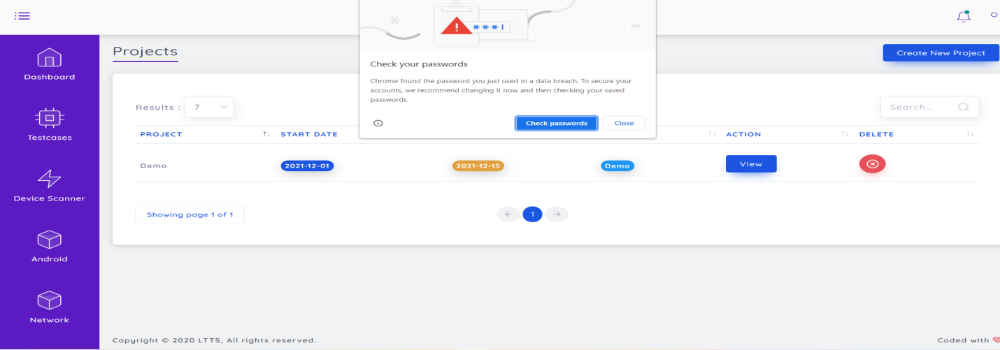 Projects
Create New Project
Dashboard
Testcases
Device Scanner
Android
Network
* * * I
Check your passwords
Chrome found the password you just used in a data breach. To secure your
accounts, we recommend changing it now and then checking your saved
passwords.
Check passwords Close
Results : 7
Search...
PROJECT START DATE ACTION DELETE
Demo 2021-12-01 2021-12-15 Demo View
Showing page 1 of 1
1
Copyright © 2020 LTTS, All rights reserved.
Coded with